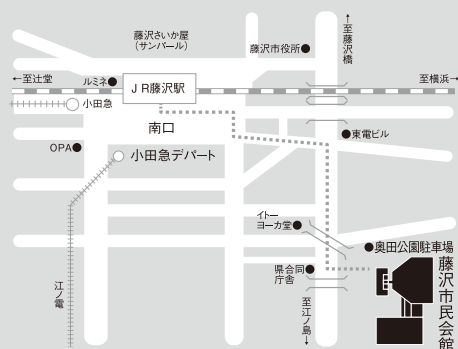 藤沢さいか屋
(サンパール)
藤沢市役所
↑至藤沢橋
←至辻堂
ルミネ
JR藤沢駅
至横浜→
小田急
南口
東電ビル
OPA
小田急デパート
イトー
ヨーカ堂
奥田公園駐車場
県合同
庁舎
江ノ電
至江ノ島↓
藤沢市民会館